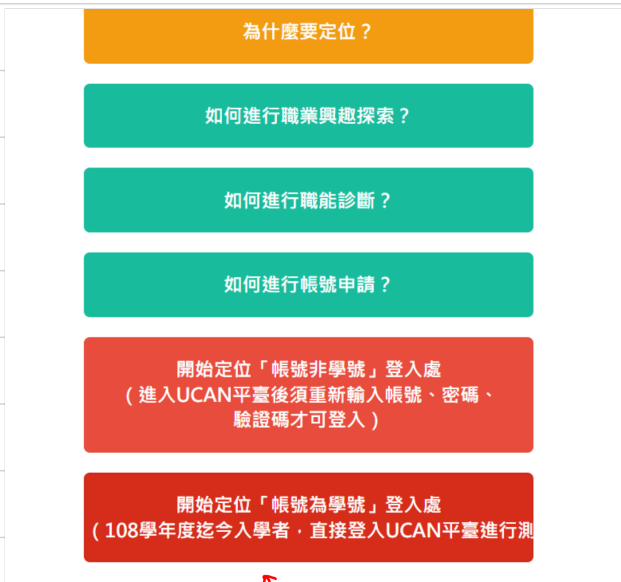 為什麼要定位？
如何進行職業興趣探索？
如何進行職能診斷？
如何進行帳號申請？
開始定位「帳號非學號」登入處
（進入UCAN平臺後須重新輸入帳號、密碼、
驗證碼才可登入）
開始定位「帳號為學號」登入處
（108學年度迄今入學者，直接登入UCAN平臺進行測